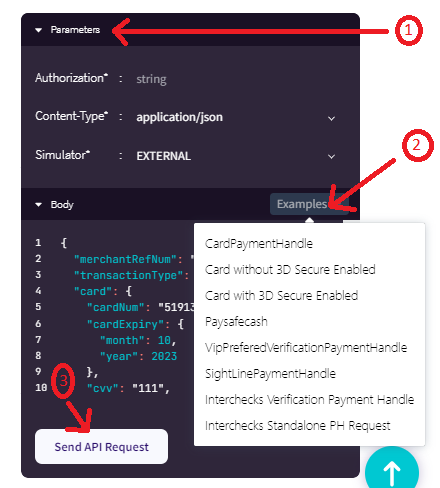 Parameters
1
Authorization* : string
Content-Type* : application/json
Simulator* : EXTERNAL
2
Body
Examples
1 {
2 "merchantRefNum": "
3 "transactionType":
4 "card": {
5 "cardNum": "51913
6 "cardExpiry": {
7 "month": 10,
8 "year": 2023
9 },
10 "cvv": "111",
CardPaymentHandle
Card without 3D Secure Enabled
Card with 3D Secure Enabled
Paysafecash
VipPreferedVerificationPaymentHandle
SightLinePaymentHandle
Interchecks Verification Payment Handle
Interchecks Standalone PH Request
3
Send API Request